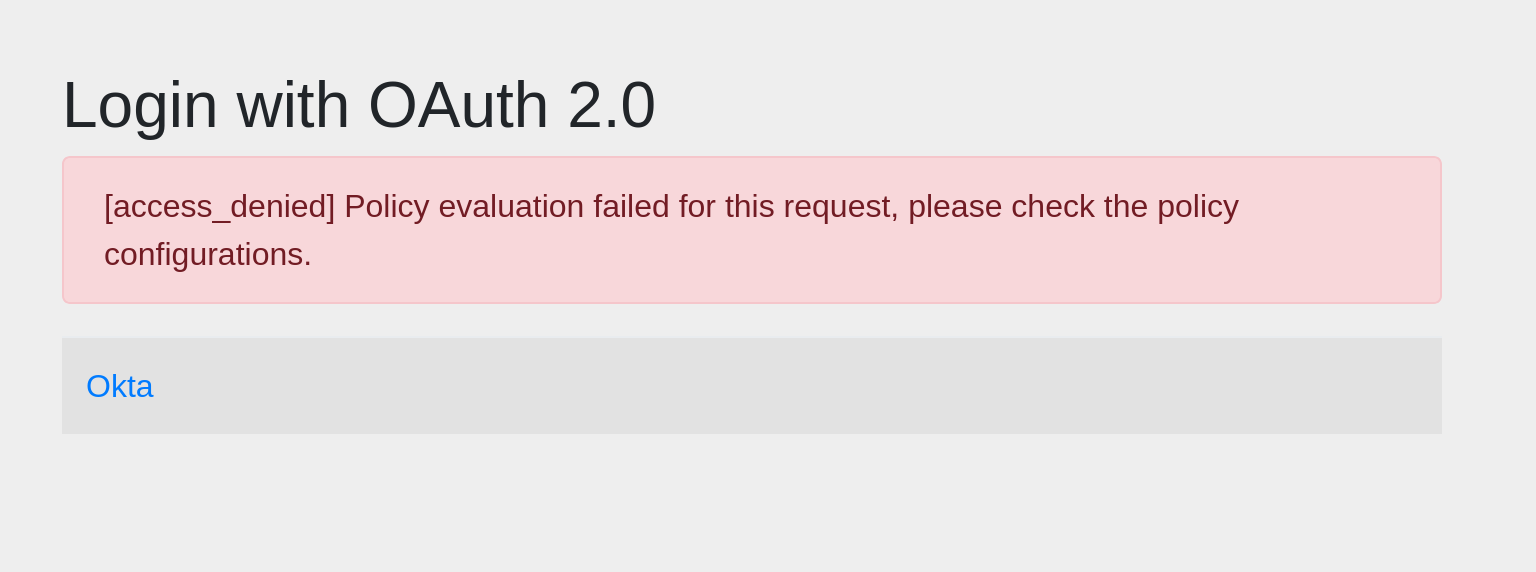 Login with OAuth 2.0
[access_denied] Policy evaluation failed for this request, please check the policy
configurations.
Okta